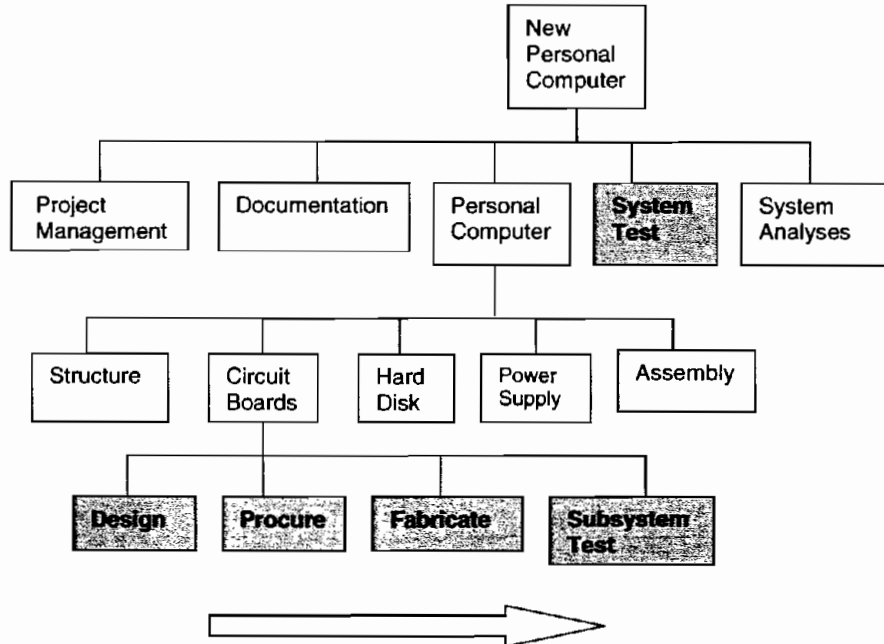 New
Personal
Computer
Project
Management
Documentation
Personal
Computer
System
Test
System
Analyses
Structure
Circuit
Boards
Hard
Disk
Power
Supply
Assembly
Design
Procure
Fabricate
Subsystem
Test